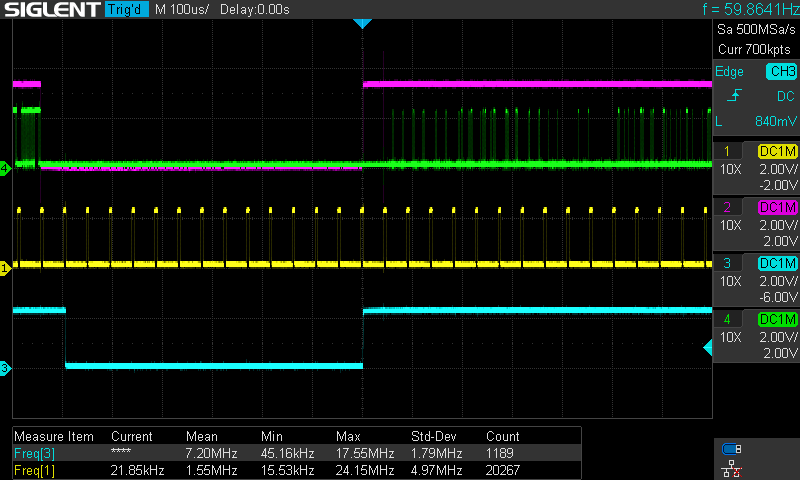 SIGLENT Trig'd M 100us/ Delay:0.00s f = 59.8641Hz
Sa 500MSa/s
Curr 700kpts
Edge CH3
DC
L 840mV
1 DC1M
10X 2.00V/
-2.00V
2 DC1M
10X 2.00V/
2.00V
3 DC1M
10X 2.00V/
-6.00V
4 DC1M
10X 2.00V/
2.00V
4
1
3
Measure Item Current Mean Min Max Std-Dev Count
Freq[3] **** 7.20MHz 45.16kHz 17.55MHz 1.79MHz 1189
Freq[1] 21.85kHz 1.55MHz 15.53kHz 24.15MHz 4.97MHz 20267